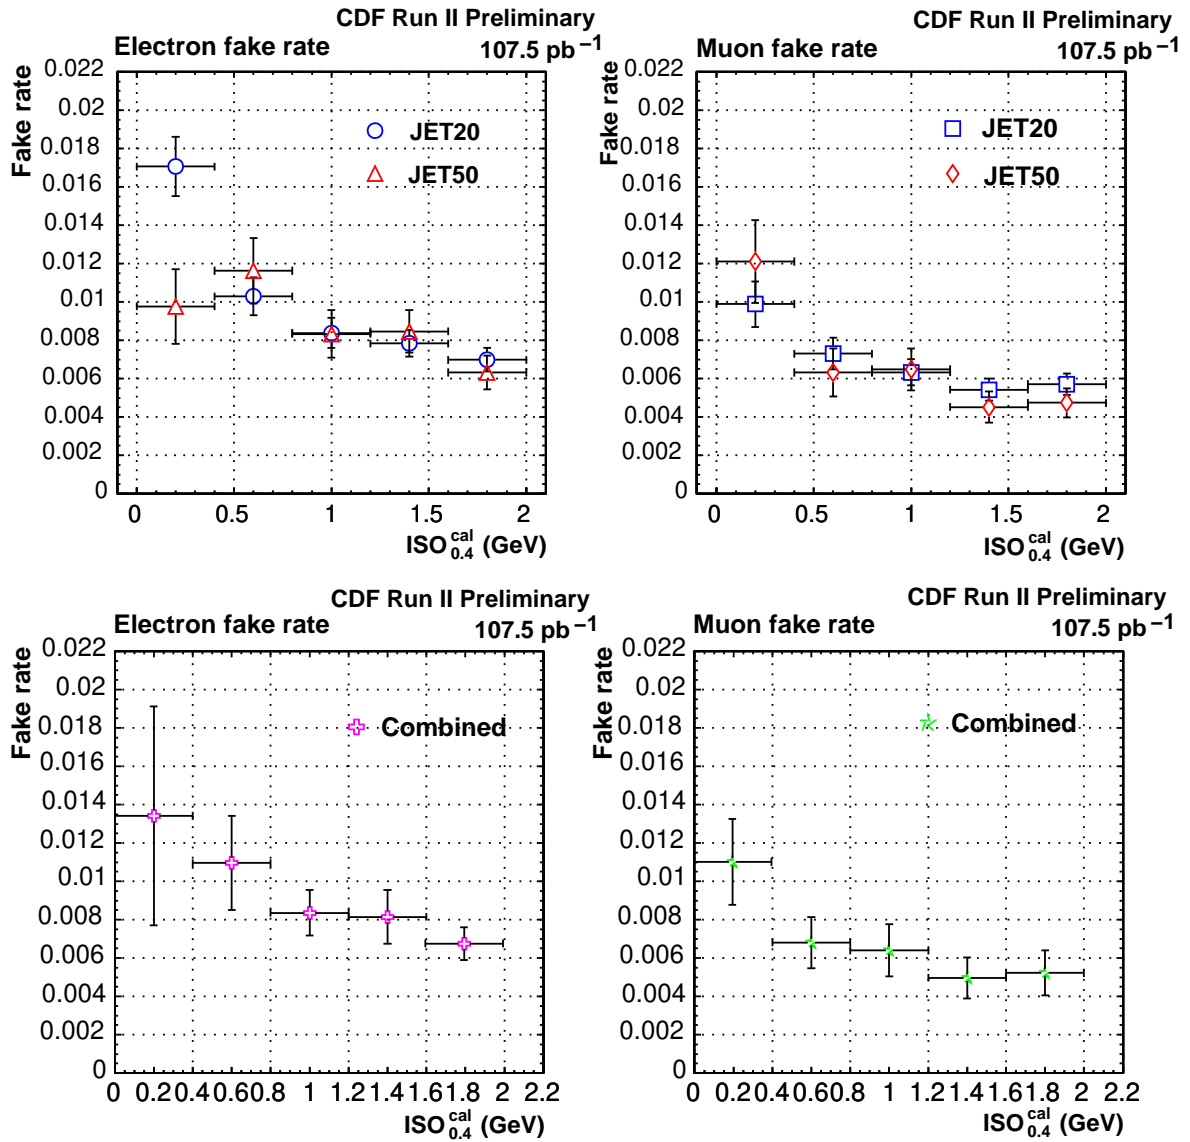 CDF Run II Preliminary
Electron fake rate
107.5 pb⁻¹
Fake rate
0.022
0.02
0.018
0.016
0.014
0.012
0.01
0.008
0.006
0.004
0.002
0
JET20
JET50
0 0.5 1 1.5 2
ISO cal 0.4 (GeV)
CDF Run II Preliminary
Muon fake rate
107.5 pb⁻¹
Fake rate
0.022
0.02
0.018
0.016
0.014
0.012
0.01
0.008
0.006
0.004
0.002
0
JET20
JET50
0 0.5 1 1.5 2
ISO cal 0.4 (GeV)
CDF Run II Preliminary
Electron fake rate
107.5 pb⁻¹
Fake rate
0.022
0.02
0.018
0.016
0.014
0.012
0.01
0.008
0.006
0.004
0.002
0
Combined
0 0.2 0.4 0.6 0.8 1 1.2 1.4 1.6 1.8 2 2.2
ISO cal 0.4 (GeV)
CDF Run II Preliminary
Muon fake rate
107.5 pb⁻¹
Fake rate
0.022
0.02
0.018
0.016
0.014
0.012
0.01
0.008
0.006
0.004
0.002
0
Combined
0 0.2 0.4 0.6 0.8 1 1.2 1.4 1.6 1.8 2 2.2
ISO cal 0.4 (GeV)